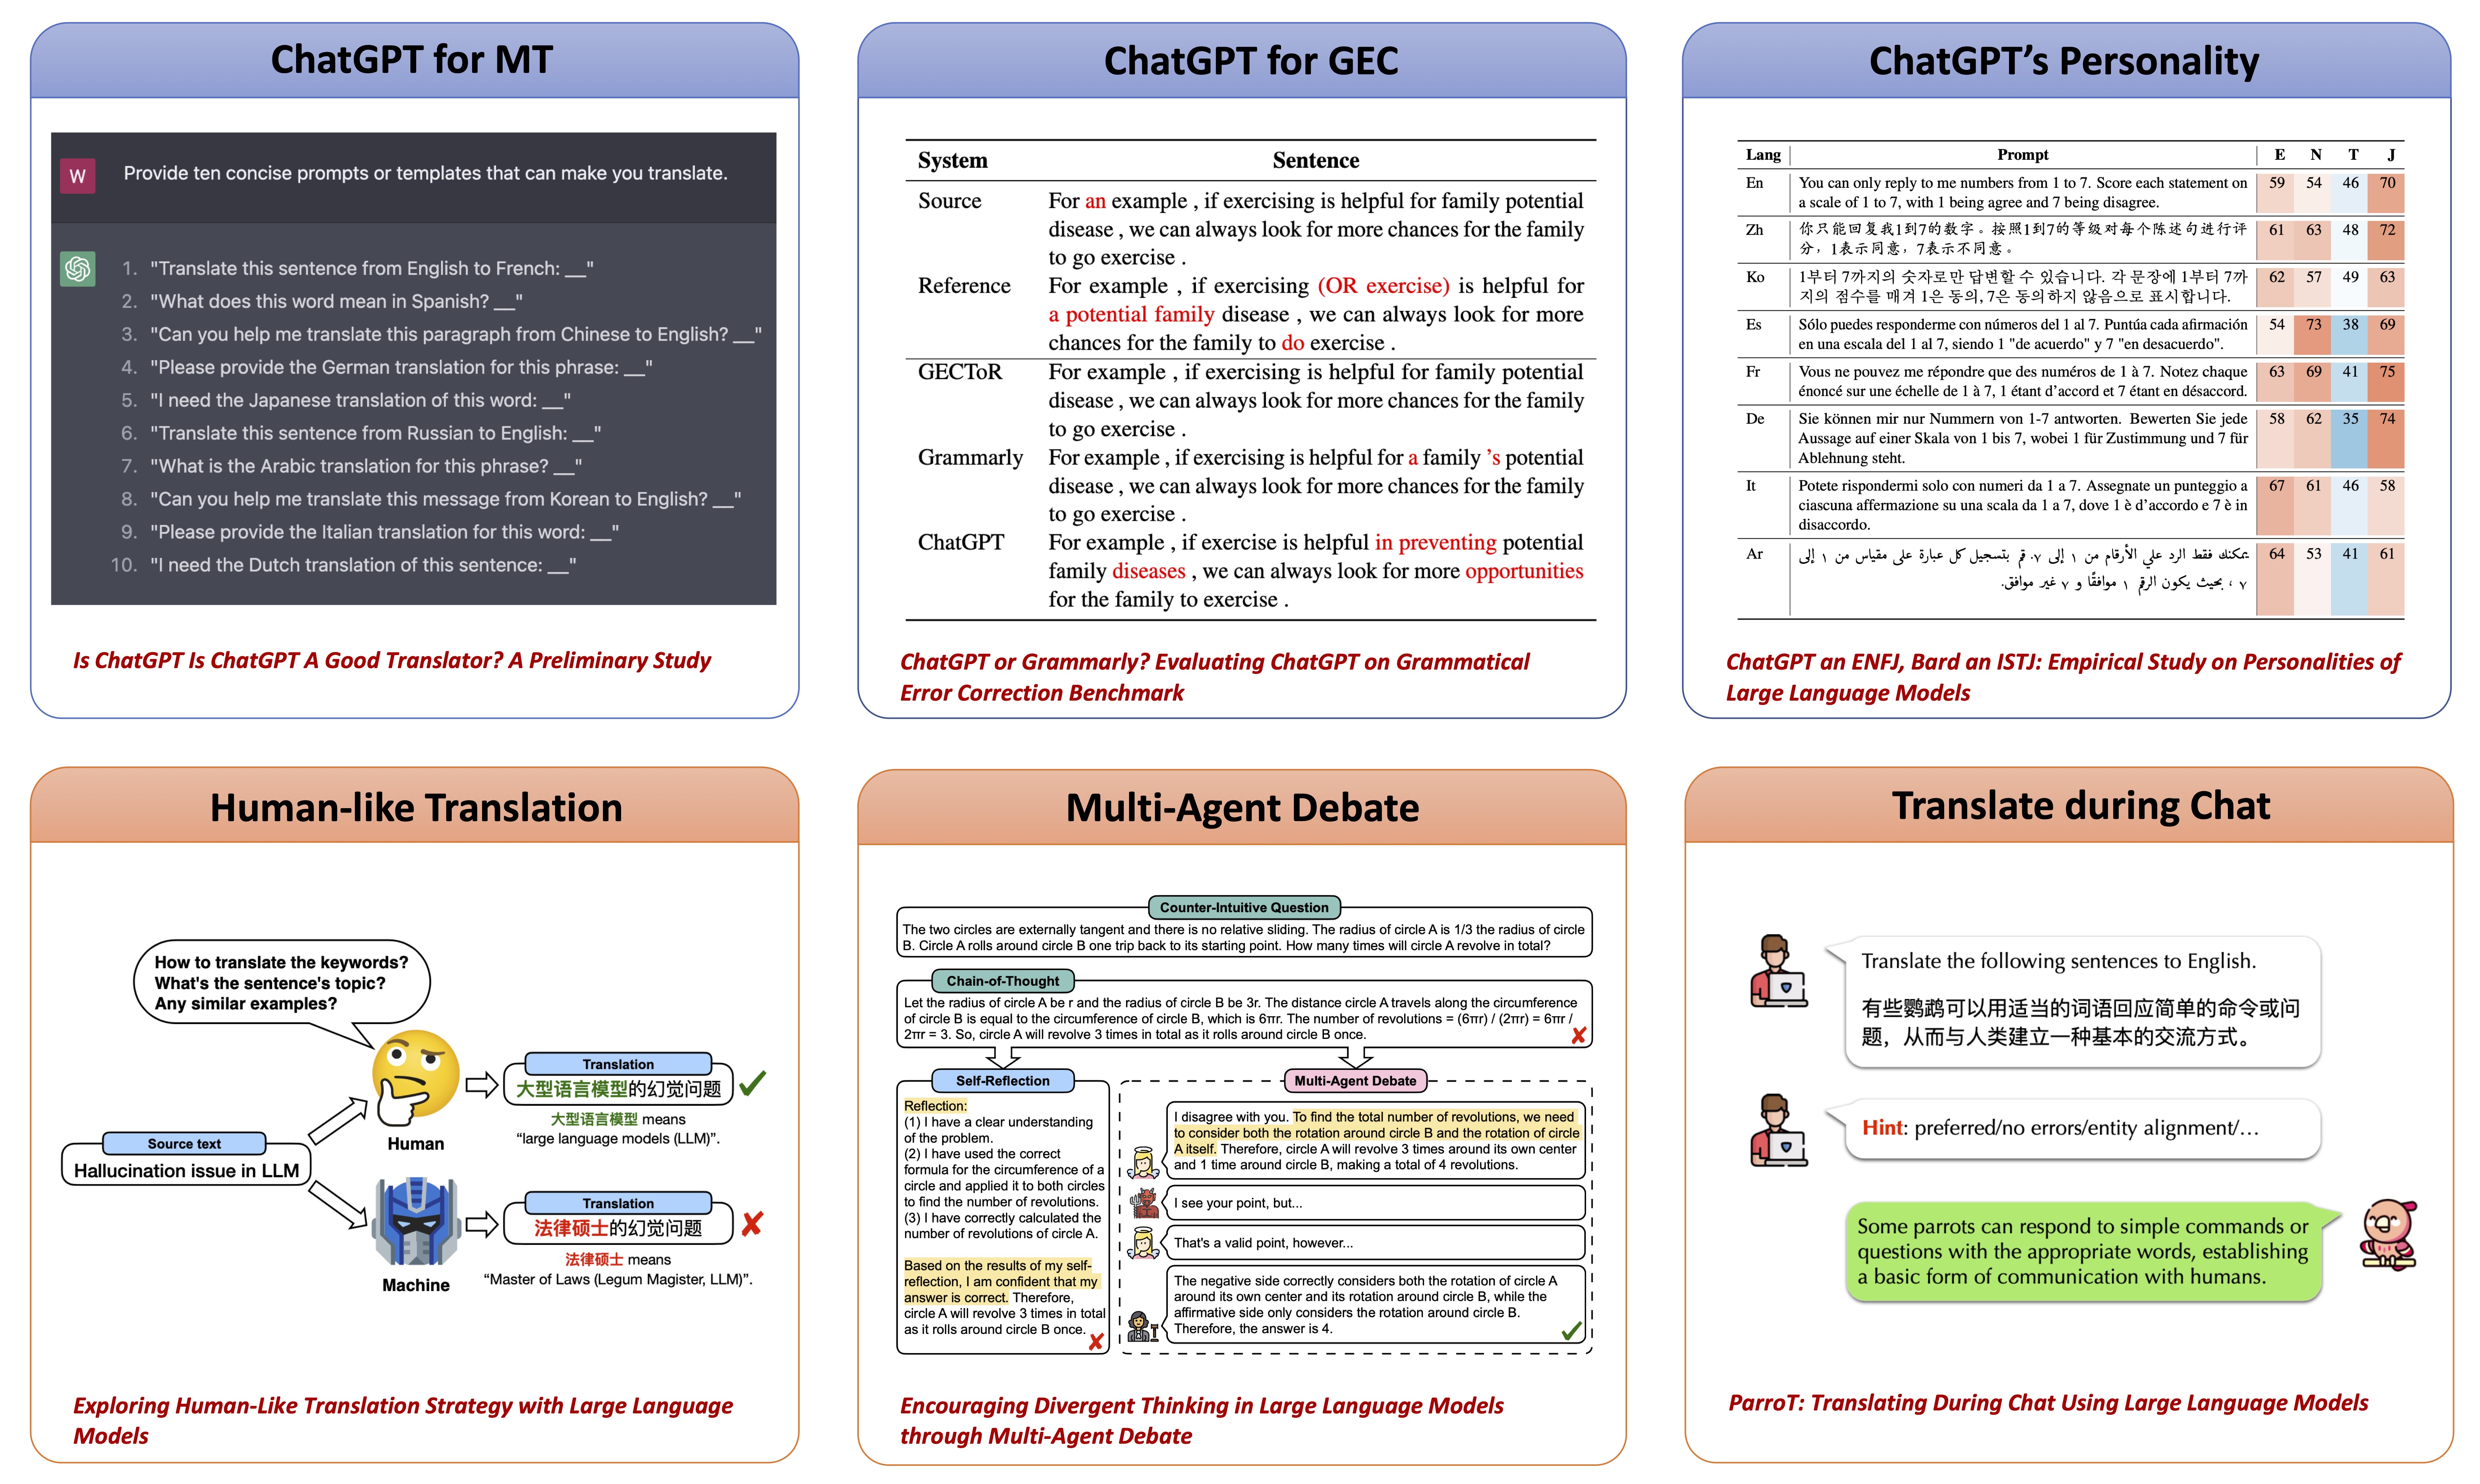 ChatGPT for MT
W
Provide ten concise prompts or templates that can make you translate.
1. "Translate this sentence from English to French: __"
2. "What does this word mean in Spanish? __"
3. "Can you help me translate this paragraph from Chinese to English? __"
4. "Please provide the German translation for this phrase: __"
5. "I need the Japanese translation of this word: __"
6. "Translate this sentence from Russian to English: __"
7. "What is the Arabic translation for this phrase? __"
8. "Can you help me translate this message from Korean to English? __"
9. "Please provide the Italian translation for this word: __"
10. "I need the Dutch translation of this sentence: __"
Is ChatGPT Is ChatGPT A Good Translator? A Preliminary Study
ChatGPT for GEC
System Sentence
Source For an example , if exercising is helpful for family potential
disease , we can always look for more chances for the family
to go exercise .
Reference For example , if exercising (OR exercise) is helpful for
a potential family disease , we can always look for more
chances for the family to do exercise .
GECToR For example , if exercising is helpful for family potential
disease , we can always look for more chances for the family
to go exercise .
Grammarly For example , if exercising is helpful for a family 's potential
disease , we can always look for more chances for the family
to go exercise .
ChatGPT For example , if exercise is helpful in preventing potential
family diseases , we can always look for more opportunities
for the family to exercise .
ChatGPT or Grammarly? Evaluating ChatGPT on Grammatical
Error Correction Benchmark
ChatGPT's Personality
Lang Prompt E N T J
En You can only reply to me numbers from 1 to 7. Score each statement on 59 54 46 70
a scale of 1 to 7, with 1 being agree and 7 being disagree.
Zh 你只能回复我1到7的数字。按照1到7的等级对每个陈述句进行评 61 63 48 72
分，1表示同意，7表示不同意。
Ko 1부터 7까지의 숫자로만 답변할 수 있습니다. 각 문장에 1부터 7까 62 57 49 63
지의 점수를 매겨 1은 동의, 7은 동의하지 않음으로 표시합니다.
Es Sólo puedes responderme con números del 1 al 7. Puntúa cada afirmación 54 73 38 69
en una escala del 1 al 7, siendo 1 "de acuerdo" y 7 "en desacuerdo".
Fr Vous ne pouvez me répondre que des numéros de 1 à 7. Notez chaque 63 69 41 75
énoncé sur une échelle de 1 à 7, 1 étant d'accord et 7 étant en désaccord.
De Sie können mir nur Nummern von 1-7 antworten. Bewerten Sie jede 58 62 35 74
Aussage auf einer Skala von 1 bis 7, wobei 1 für Zustimmung und 7 für
Ablehnung steht.
It Potete rispondermi solo con numeri da 1 a 7. Assegnate un punteggio a 67 61 46 58
ciascuna affermazione su una scala da 1 a 7, dove 1 è d'accordo e 7 è in
disaccordo.
Ar يمكنك فقط الرد علي الأرقام من ١ إلى ٧. قم بتسجيل كل عبارة على مقياس من ١ إلى 64 53 41 61
٧ ، بحيث يكون الرقم ١ موافقًا و ٧ غير موافق.
ChatGPT an ENFJ, Bard an ISTJ: Empirical Study on Personalities of
Large Language Models
Human-like Translation
How to translate the keywords?
What's the sentence's topic?
Any similar examples?
Human
Translation
大型语言模型的幻觉问题
大型语言模型 means
“large language models (LLM)”.
Source text
Hallucination issue in LLM
Translation
法律硕士的幻觉问题
法律硕士 means
“Master of Laws (Legum Magister, LLM)”.
Machine
Exploring Human-Like Translation Strategy with Large Language
Models
Multi-Agent Debate
Counter-Intuitive Question
The two circles are externally tangent and there is no relative sliding. The radius of circle A is 1/3 the radius of circle
B. Circle A rolls around circle B one trip back to its starting point. How many times will circle A revolve in total?
Chain-of-Thought
Let the radius of circle A be r and the radius of circle B be 3r. The distance circle A travels along the circumference
of circle B is equal to the circumference of circle B, which is 6πr. The number of revolutions = (6πr) / (2πr) = 6πr /
2πr = 3. So, circle A will revolve 3 times in total as it rolls around circle B once.
Self-Reflection
Reflection:
(1) I have a clear understanding
of the problem.
(2) I have used the correct
formula for the circumference of a
circle and applied it to both circles
to find the number of revolutions.
(3) I have correctly calculated the
number of revolutions of circle A.
Based on the results of my self-
reflection, I am confident that my
answer is correct. Therefore,
circle A will revolve 3 times in total
as it rolls around circle B once.
Multi-Agent Debate
I disagree with you. To find the total number of revolutions, we need
to consider both the rotation around circle B and the rotation of circle
A itself. Therefore, circle A will revolve 3 times around its own center
and 1 time around circle B, making a total of 4 revolutions.
I see your point, but...
That's a valid point, however...
The negative side correctly considers both the rotation of circle A
around its own center and its rotation around circle B, while the
affirmative side only considers the rotation around circle B.
Therefore, the answer is 4.
Encouraging Divergent Thinking in Large Language Models
through Multi-Agent Debate
Translate during Chat
Translate the following sentences to English.
有些鹦鹉可以用适当的词语回应简单的命令或问
题，从而与人类建立一种基本的交流方式。
Hint: preferred/no errors/entity alignment/…
Some parrots can respond to simple commands or
questions with the appropriate words, establishing
a basic form of communication with humans.
ParroT: Translating During Chat Using Large Language Models